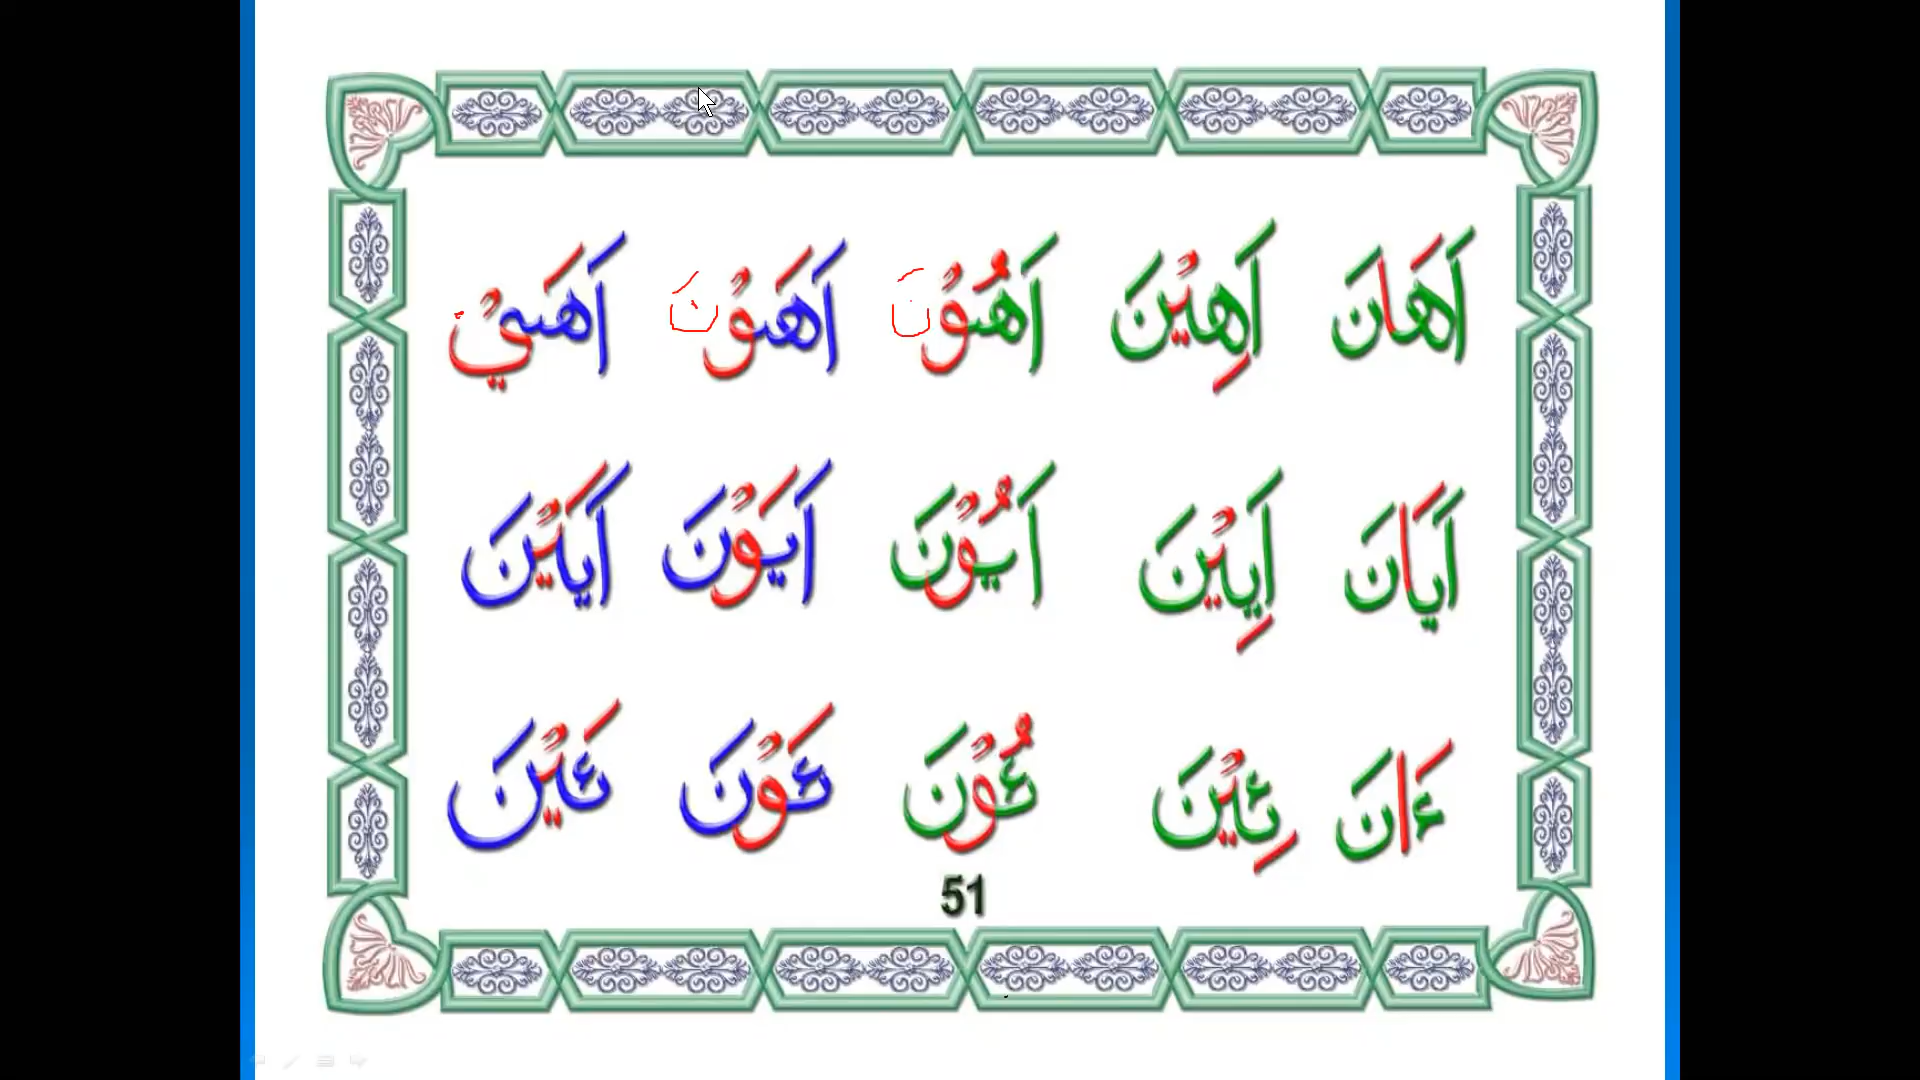 اَهَانَ اَهِيْنَ اَهُوْنَ اَهَوْنَ اَهَيْ
اَيَانَ اَيِيْنَ اَيُوْنَ اَيَوْنَ اَيَيْنَ
ءَانَ ئِيْنَ ئُوْنَ ئَوْنَ ئَيْنَ
51